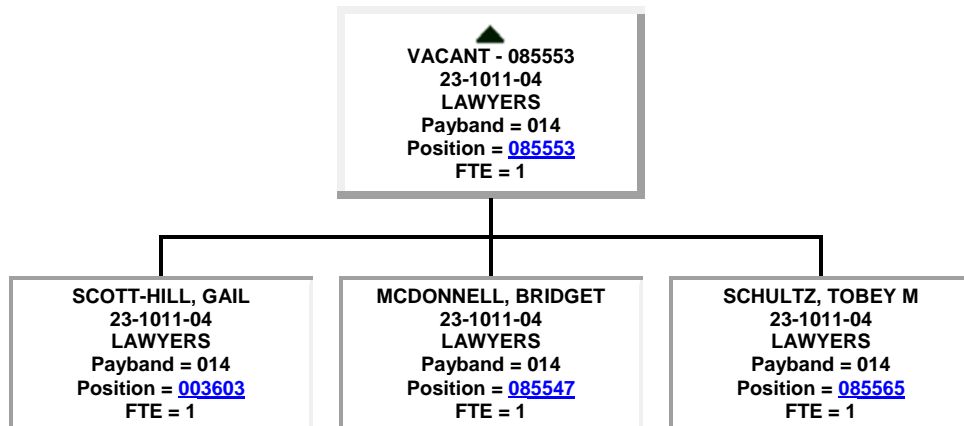 VACANT - 085553
23-1011-04
LAWYERS
Payband = 014
Position = 085553
FTE = 1
SCOTT-HILL, GAIL
23-1011-04
LAWYERS
Payband = 014
Position = 003603
FTE = 1
MCDONNELL, BRIDGET
23-1011-04
LAWYERS
Payband = 014
Position = 085547
FTE = 1
SCHULTZ, TOBEY M
23-1011-04
LAWYERS
Payband = 014
Position = 085565
FTE = 1